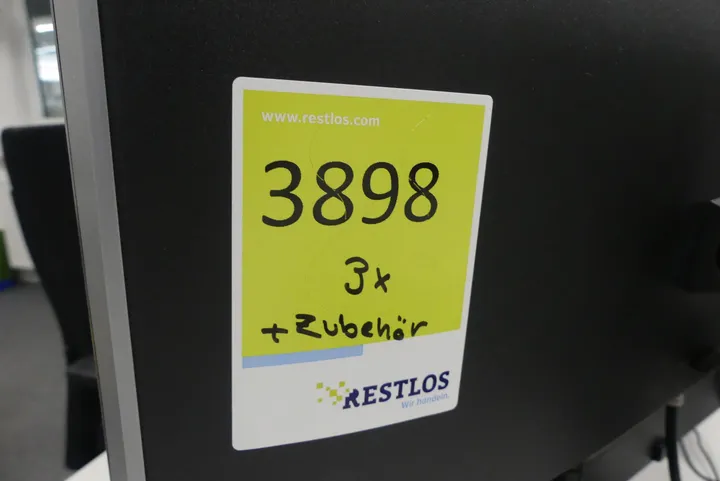 www.restlos.com
3898
3x
+ Zubehör
RESTLOS
Wir handeln.